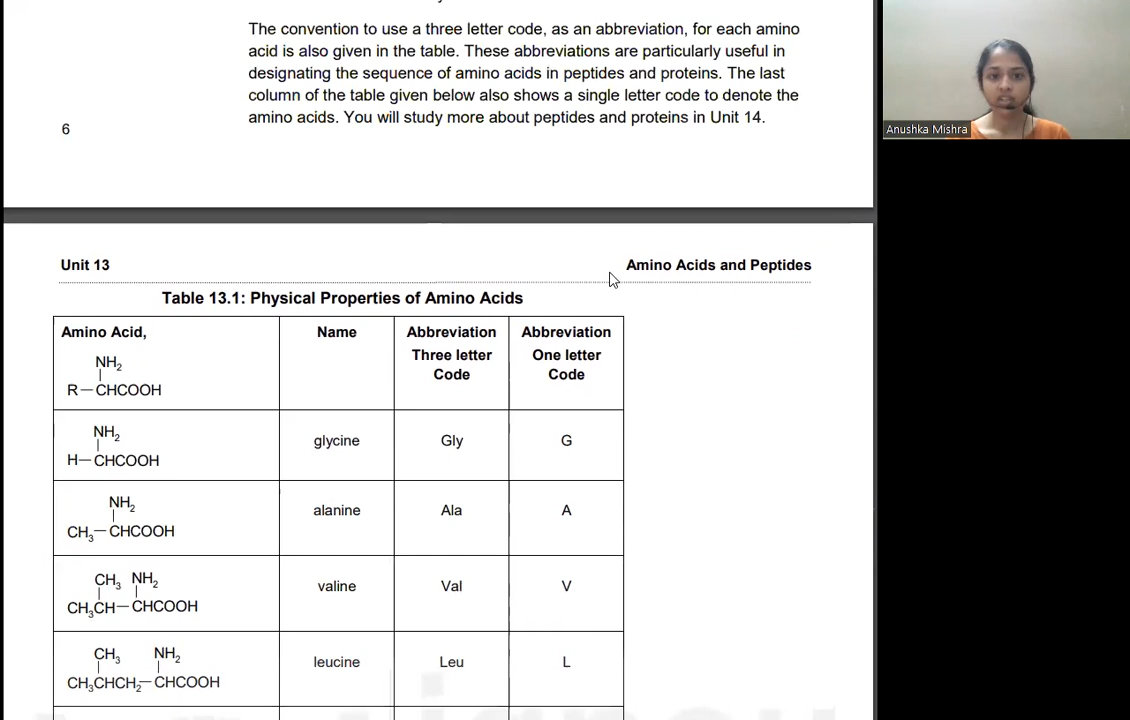 The convention to use a three letter code, as an abbreviation, for each amino
acid is also given in the table. These abbreviations are particularly useful in
designating the sequence of amino acids in peptides and proteins. The last
column of the table given below also shows a single letter code to denote the
amino acids. You will study more about peptides and proteins in Unit 14.
6
Anushka Mishra
Unit 13 Amino Acids and Peptides
Table 13.1: Physical Properties of Amino Acids
Amino Acid, Name Abbreviation Abbreviation
Three letter One letter
Code Code
NH₂
R—CHCOOH
NH₂
H—CHCOOH
glycine Gly G
NH₂
CH₃—CHCOOH
alanine Ala A
CH₃ NH₂
CH₃CH—CHCOOH
valine Val V
CH₃ NH₂
CH₃CHCH₂—CHCOOH
leucine Leu L